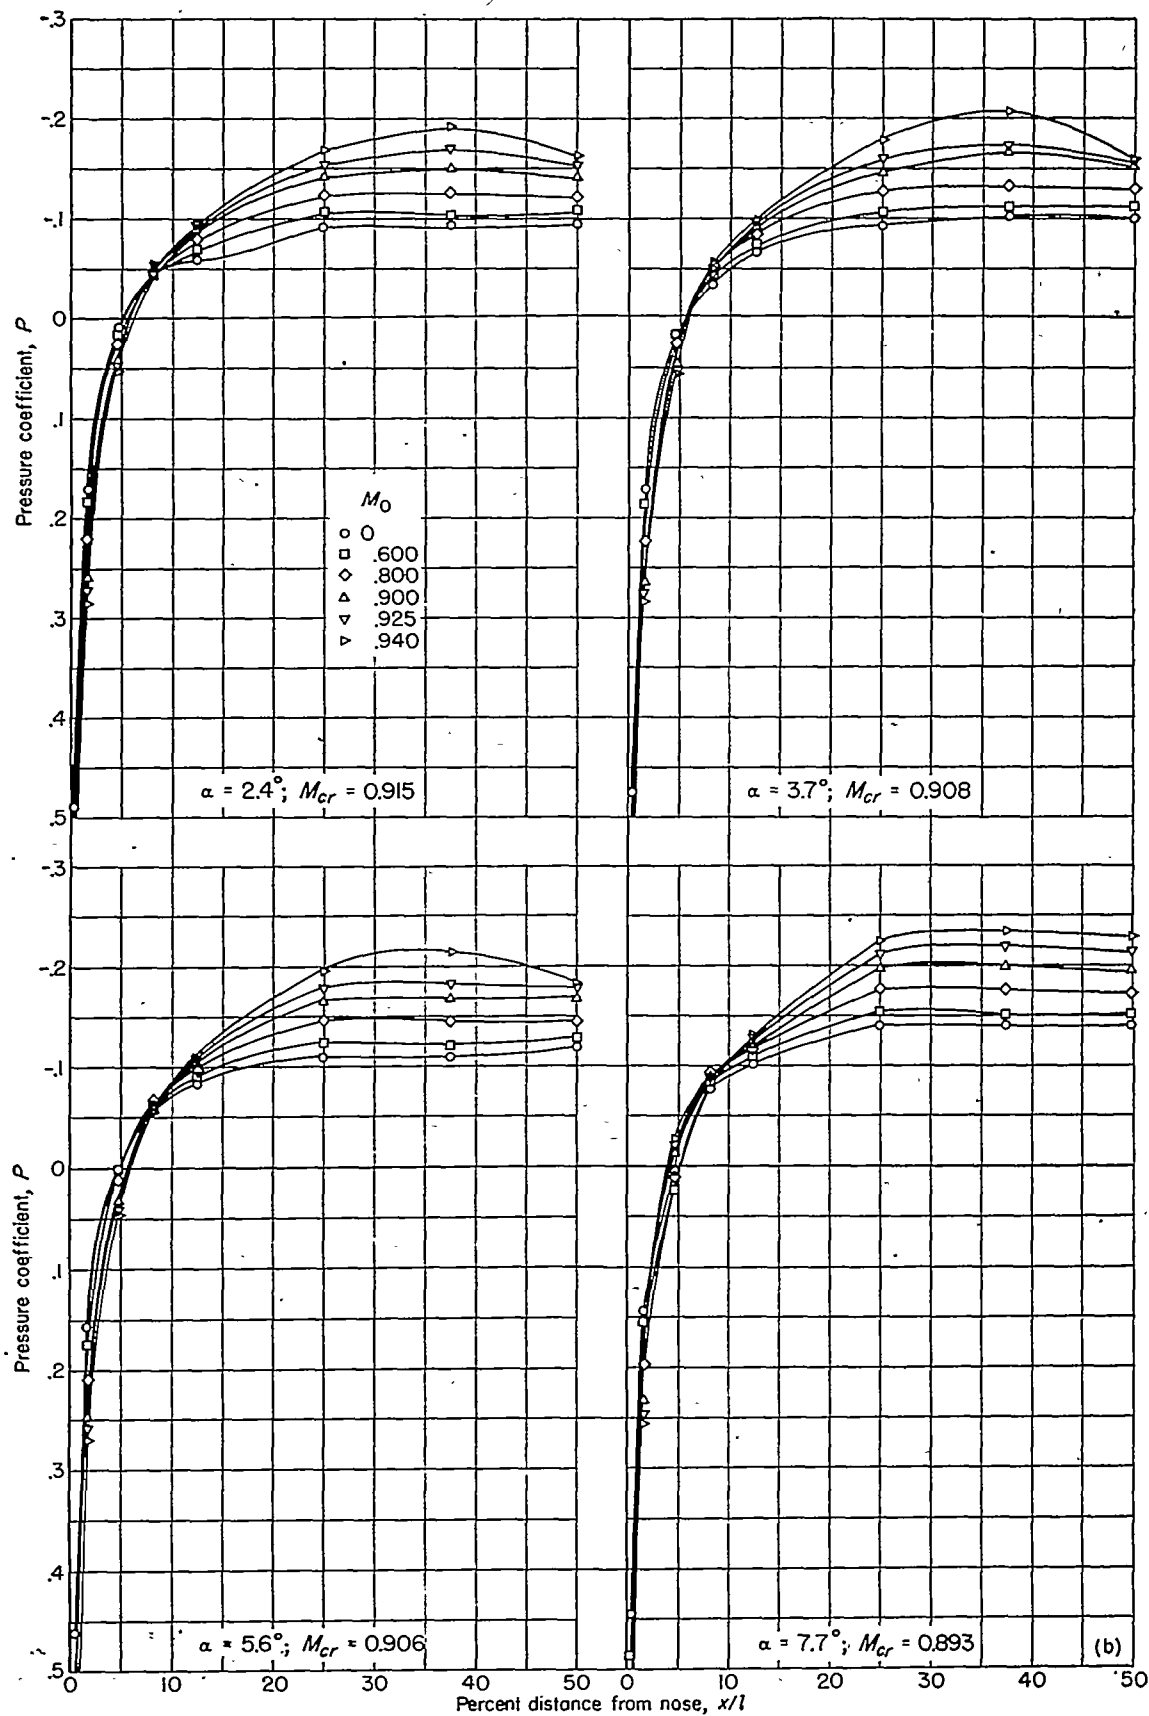 -.3
-.2
-.1
0
.1
.2
.3
.4
.5
Pressure coefficient, P
M0
0
.600
.800
.900
.925
.940
α = 2.4°; Mcr = 0.915
α = 3.7°; Mcr = 0.908
-.3
-.2
-.1
0
.1
.2
.3
.4
.5
Pressure coefficient, P
α = 5.6°; Mcr = 0.906
α = 7.7°; Mcr = 0.893
(b)
0 10 20 30 40 50
0 10 20 30 40 50
Percent distance from nose, x/l